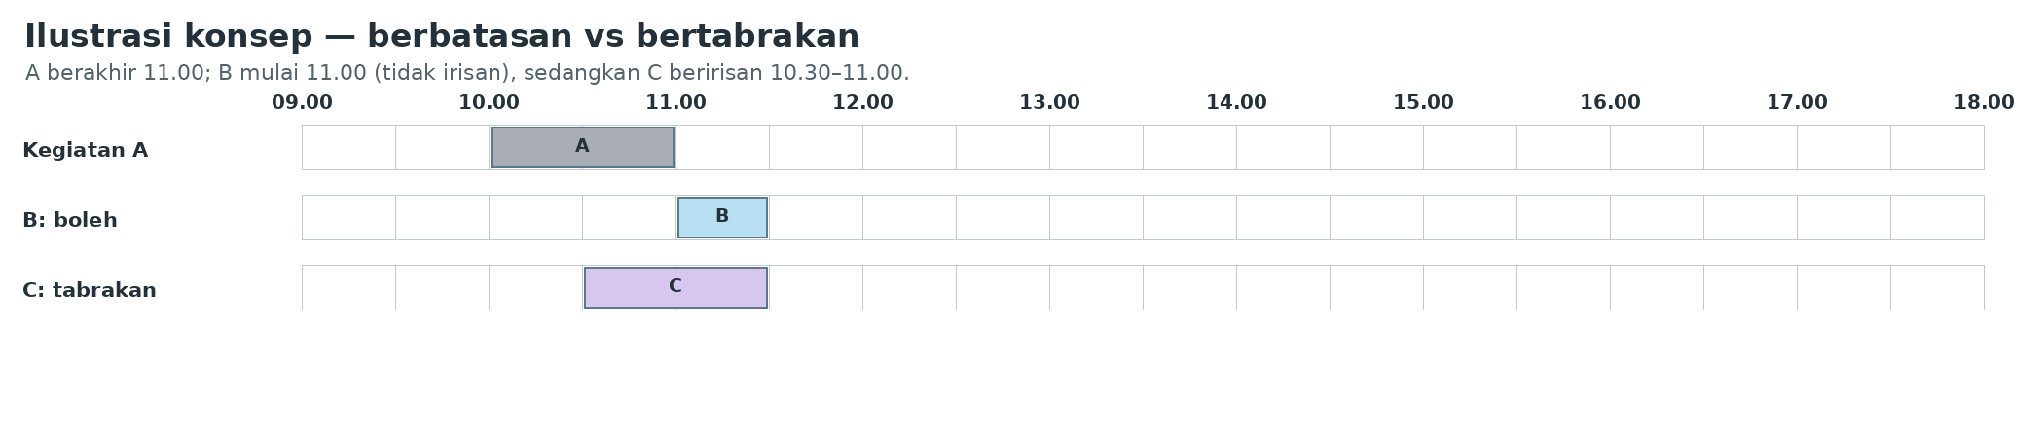 Ilustrasi konsep — berbatasan vs bertabrakan
A berakhir 11.00; B mulai 11.00 (tidak irisan), sedangkan C beririsan 10.30–11.00.
09.00 10.00 11.00 12.00 13.00 14.00 15.00 16.00 17.00 18.00
Kegiatan A A
B: boleh B
C: tabrakan C